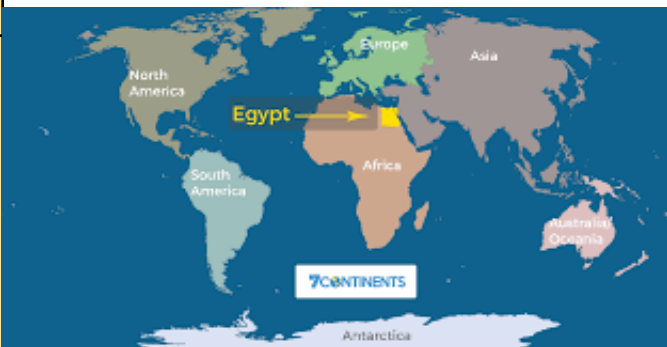 Europe
Asia
North
America
Egypt
Africa
South
America
Australia/
Oceania
7CONTINENTS
Antarctica